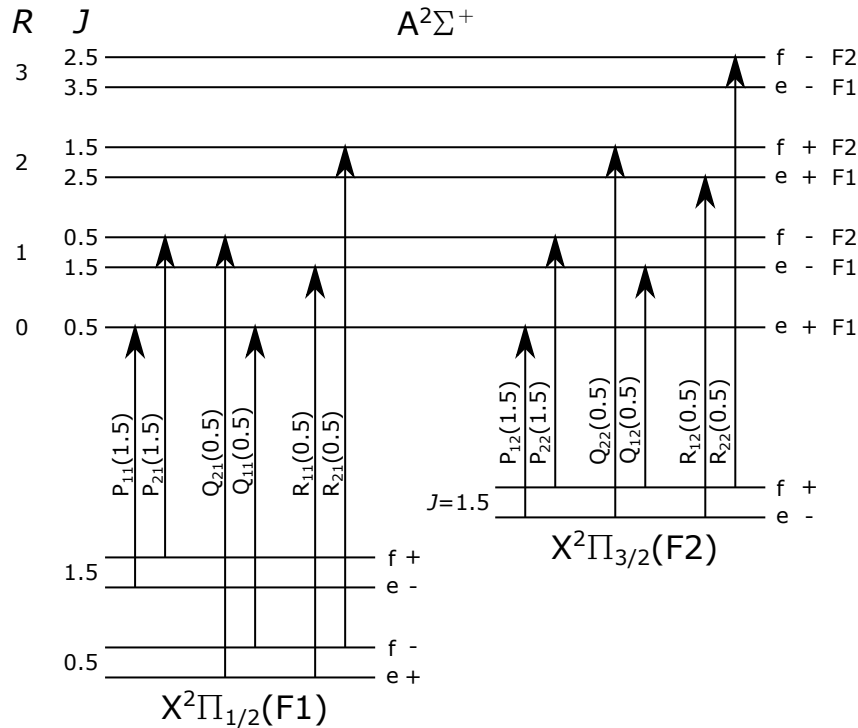 R J A²Σ⁺
2.5 f - F2
3
3.5 e - F1
1.5 f + F2
2
2.5 e + F1
0.5 f - F2
1
1.5 e - F1
0 0.5 e + F1
P₁₁(1.5)
P₂₁(1.5)
Q₂₁(0.5)
Q₁₁(0.5)
R₁₁(0.5)
R₂₁(0.5)
P₁₂(1.5)
P₂₂(1.5)
Q₂₂(0.5)
Q₁₂(0.5)
R₁₂(0.5)
R₂₂(0.5)
f +
J=1.5
e -
X²Π₃/₂(F2)
f +
1.5
e -
f -
0.5
e +
X²Π₁/₂(F1)